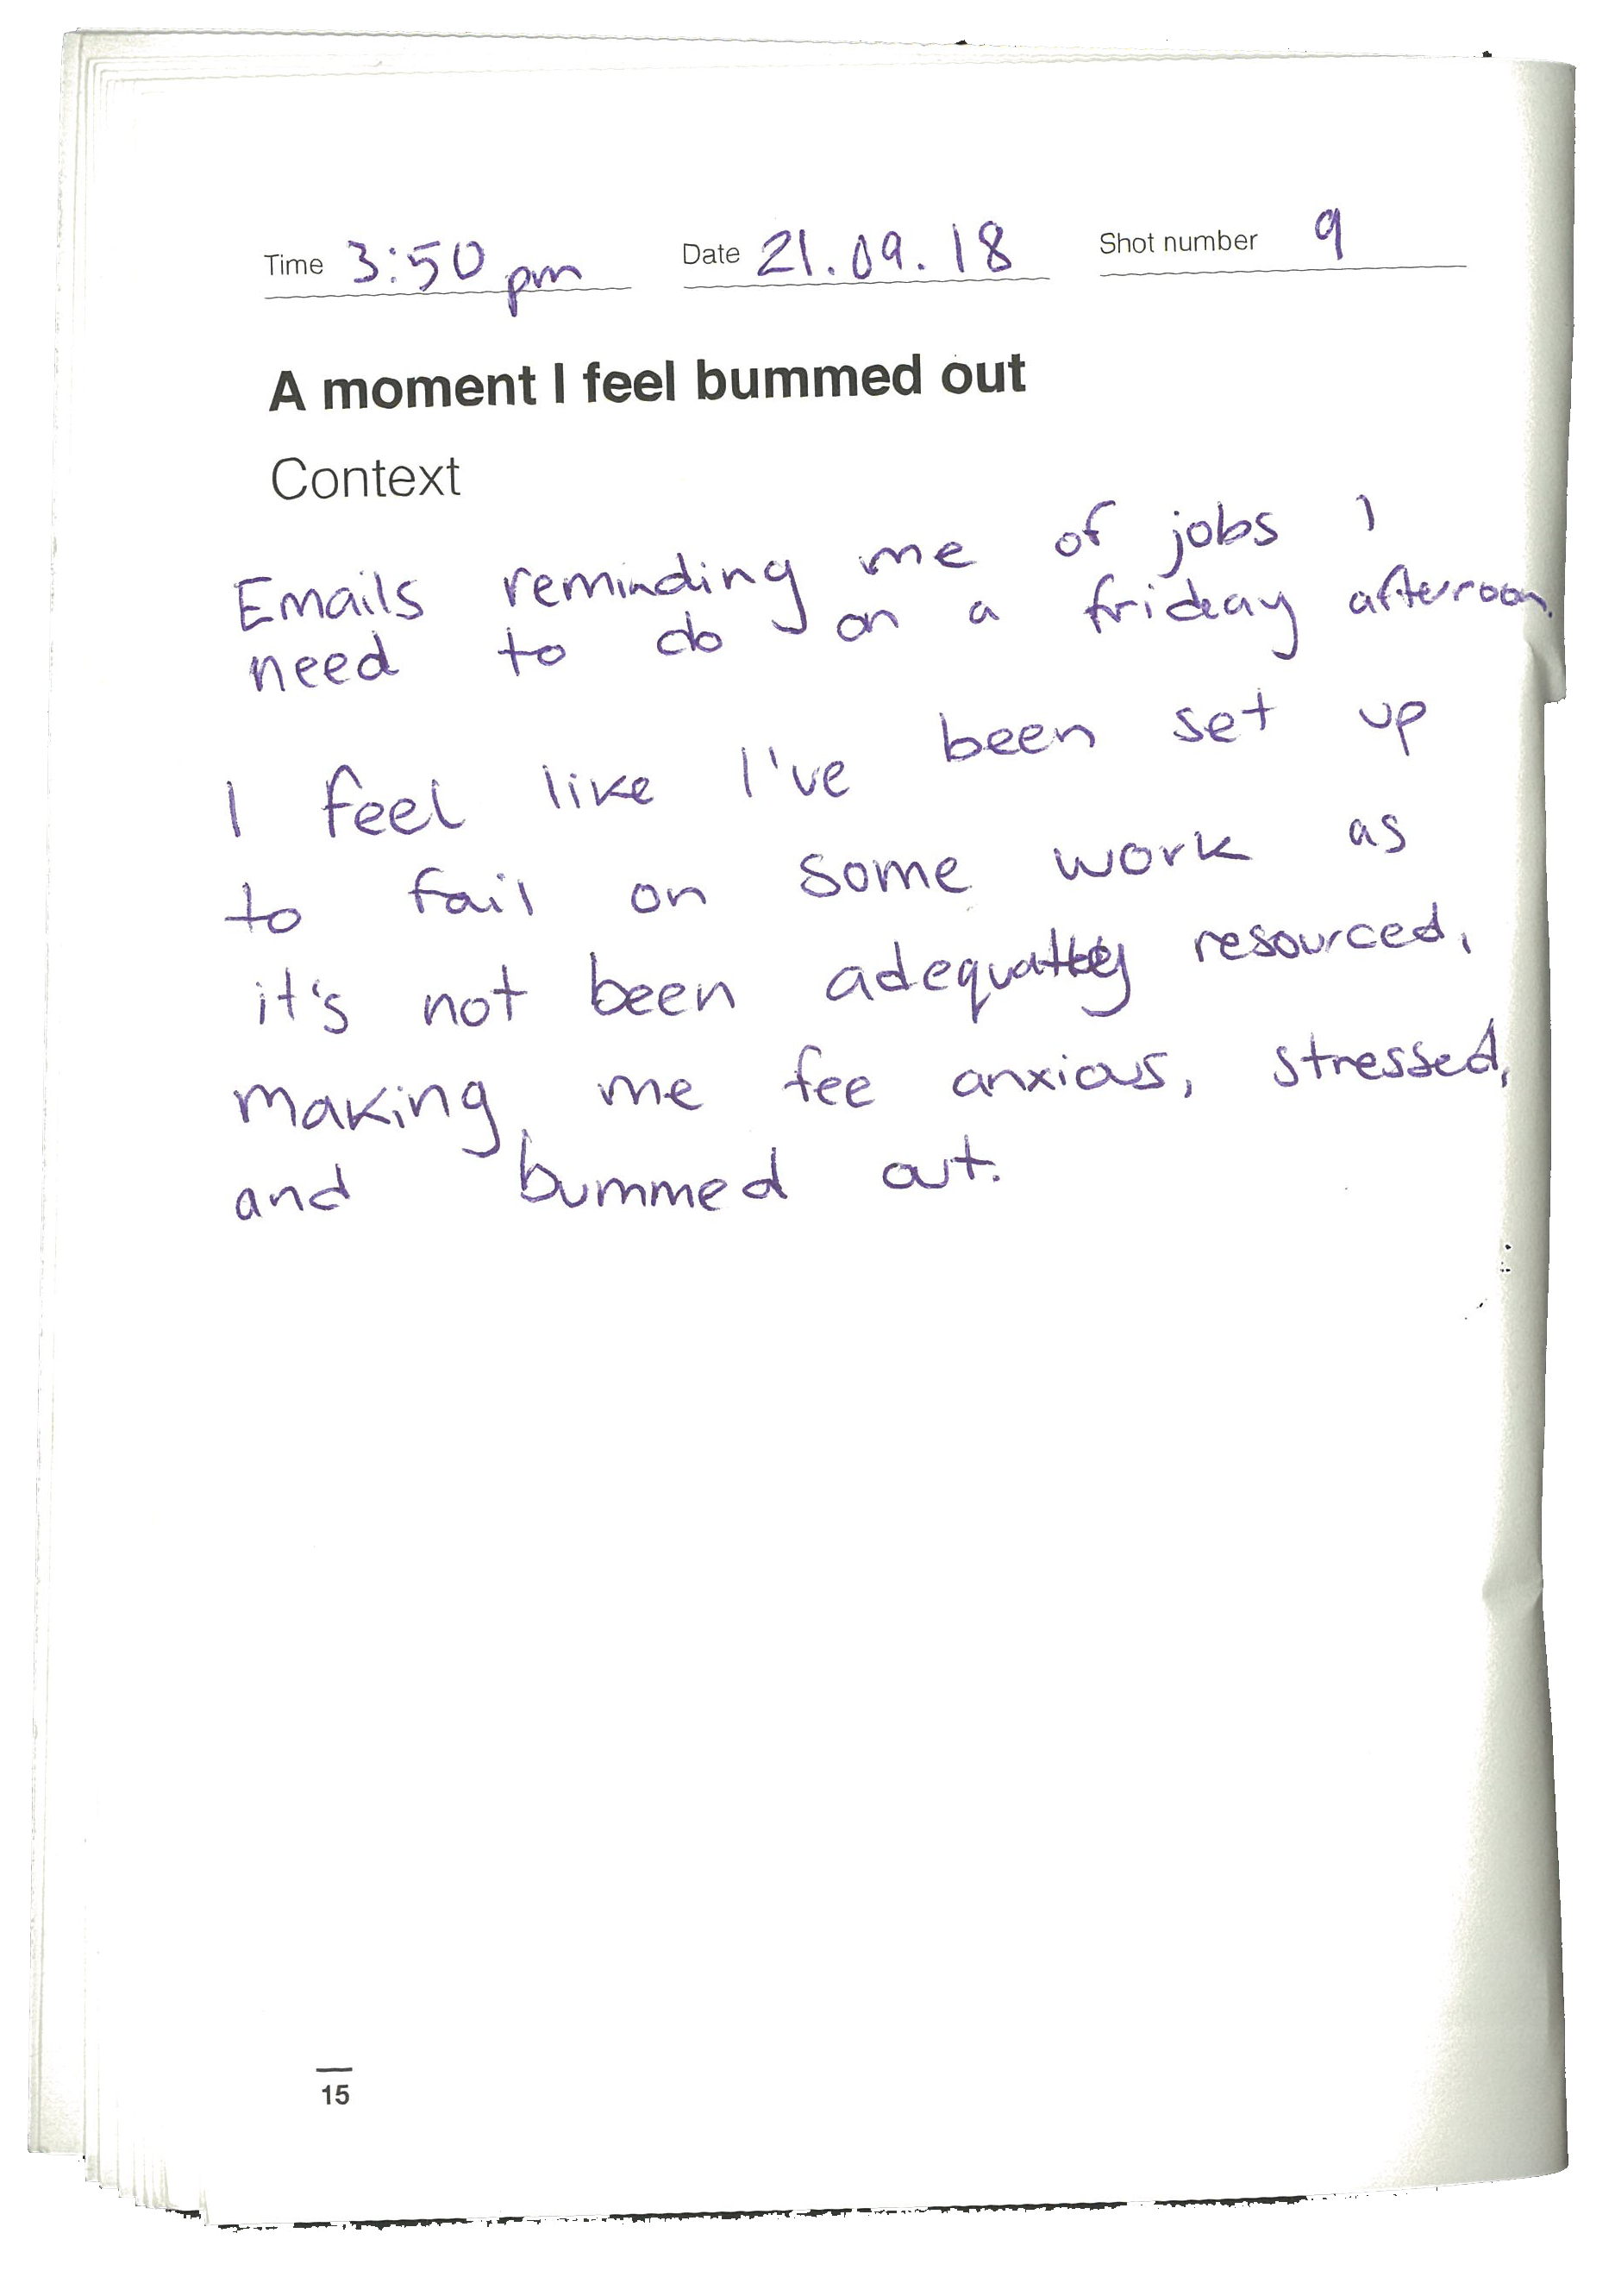 Time 3:50 pm Date 21.09.18 Shot number 9
A moment I feel bummed out
Context
Emails reminding me of jobs I
need to do on a friday afternoon.
I feel like I've been set up
to fail on some work as
it's not been adequately resourced,
making me fee anxious, stressed,
and bummed out.
15